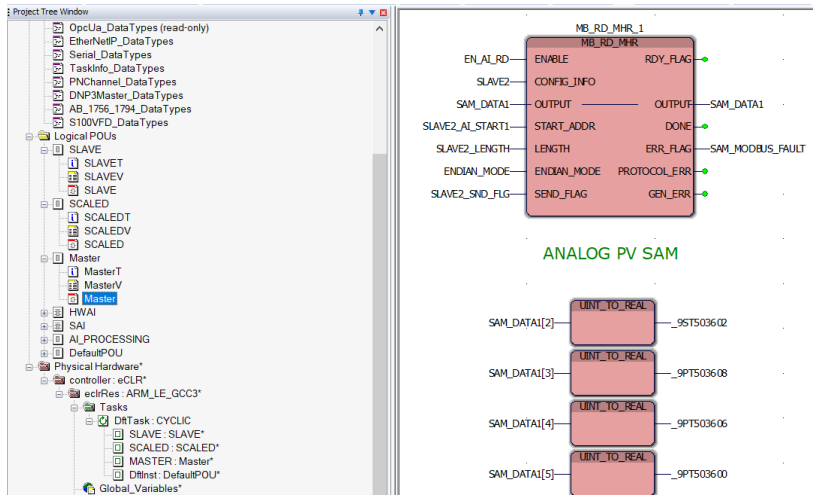 Project Tree Window
OpcUa_DataTypes (read-only)
EtherNetIP_DataTypes
Serial_DataTypes
TaskInfo_DataTypes
PNChannel_DataTypes
DNP3Master_DataTypes
AB_1756_1794_DataTypes
S100VFD_DataTypes
Logical POUs
SLAVE
SLAVET
SLAVEV
SLAVE
SCALED
SCALEDT
SCALEDV
SCALED
Master
MasterT
MasterV
Master
HWAI
SAI
AI_PROCESSING
DefaultPOU
Physical Hardware*
controller : eCLR*
eclrRes : ARM_LE_GCC3*
Tasks
DftTask : CYCLIC
SLAVE : SLAVE*
SCALED : SCALED*
MASTER : Master*
DftInst : DefaultPOU*
Global_Variables*
MB_RD_MHR_1
MB_RD_MHR
EN_AI_RD ENABLE RDY_FLAG
SLAVE2 CONFIG_INFO
SAM_DATA1 OUTPUT OUTPUT SAM_DATA1
SLAVE2_AI_START1 START_ADDR DONE
SLAVE2_LENGTH LENGTH ERR_FLAG SAM_MODBUS_FAULT
ENDIAN_MODE ENDIAN_MODE PROTOCOL_ERR
SLAVE2_SND_FLG SEND_FLAG GEN_ERR
ANALOG PV SAM
UINT_TO_REAL
SAM_DATA1[2] _9ST503602
UINT_TO_REAL
SAM_DATA1[3] _9PT503608
UINT_TO_REAL
SAM_DATA1[4] _9PT503606
UINT_TO_REAL
SAM_DATA1[5] _9PT503600